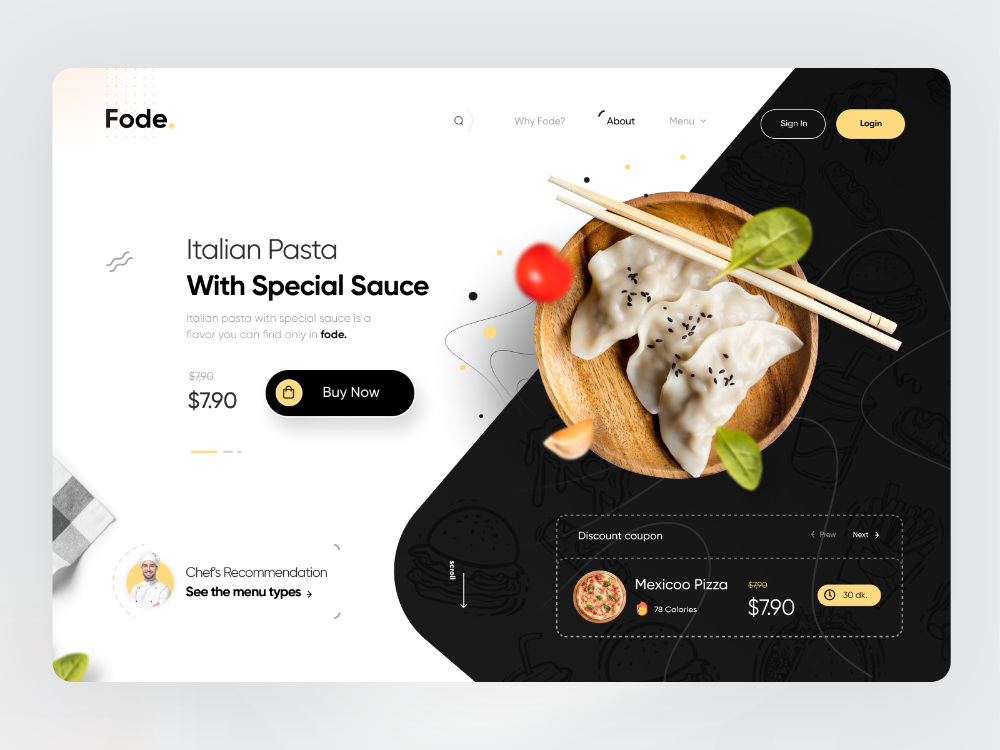 Fode.
Why Fode?
About
Menu
Sign In
Login
Italian Pasta
With Special Sauce
Italian pasta with special sauce is a
flavor you can find only in fode.
$7,90
$7.90
Buy Now
Chef's Recommendation
See the menu types
scroll
Discount coupon
Prew
Next
Mexicoo Pizza
78 Calories
$7,90
$7.90
30 dk.